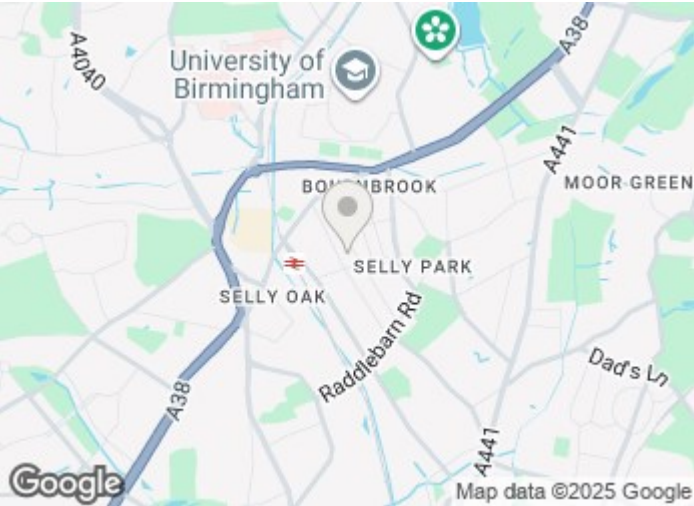 A4040
A38
University of
Birmingham
A441
MOOR GREEN
SELLY PARK
SELLY OAK
Raddlebarn Rd
Dad's Ln
A38
A441
Google
Map data ©2025 Google